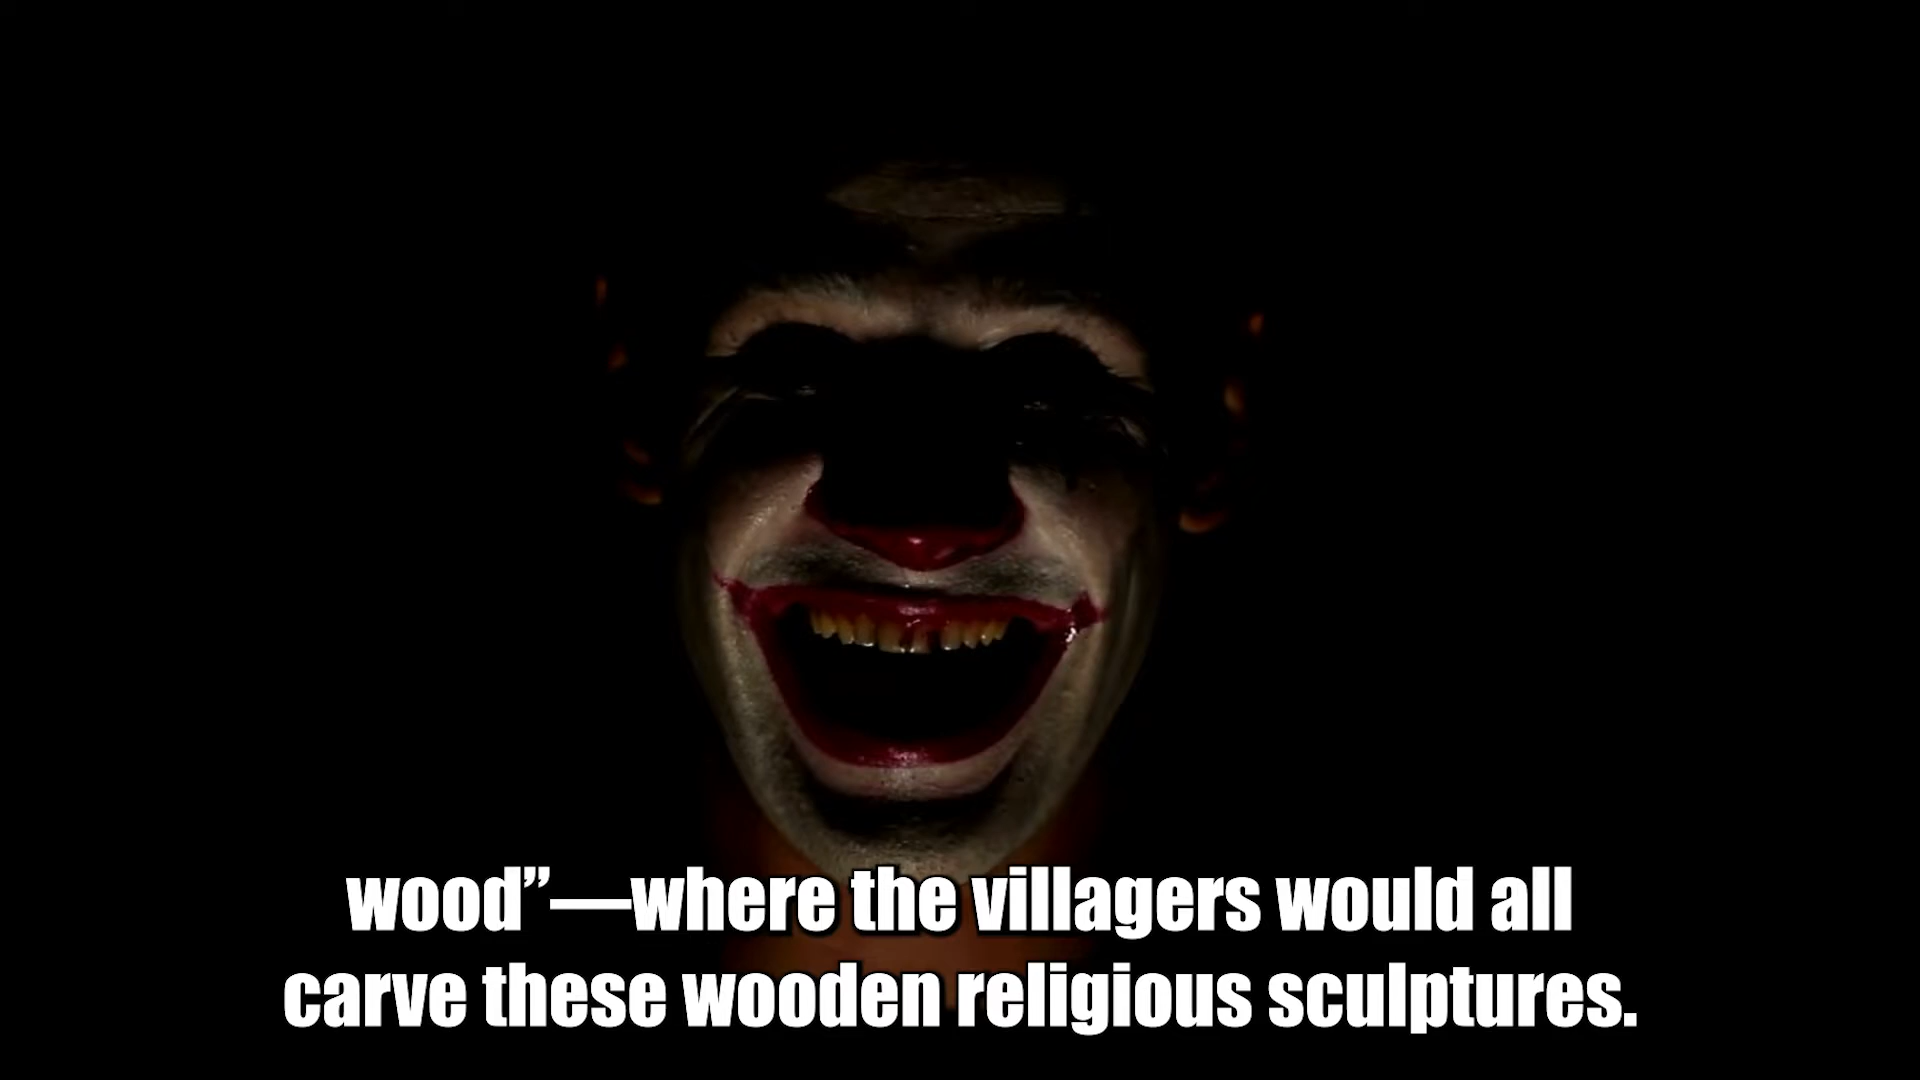 wood”—where the villagers would all
carve these wooden religious sculptures.